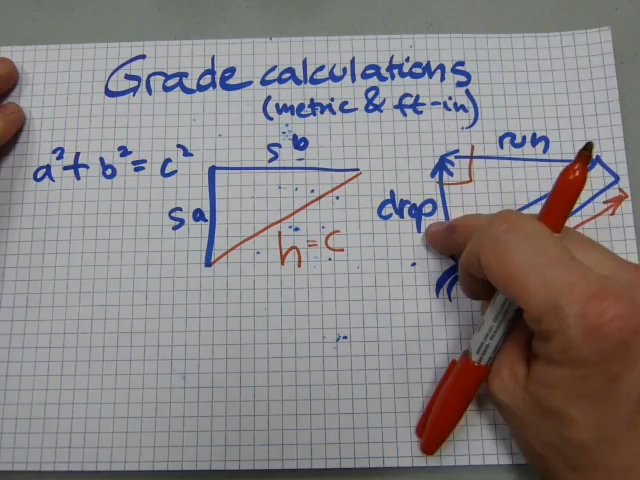 Grade calculations
(metric & ft-in)
a² + b² = c²
s b
s a
h = c
run
drop